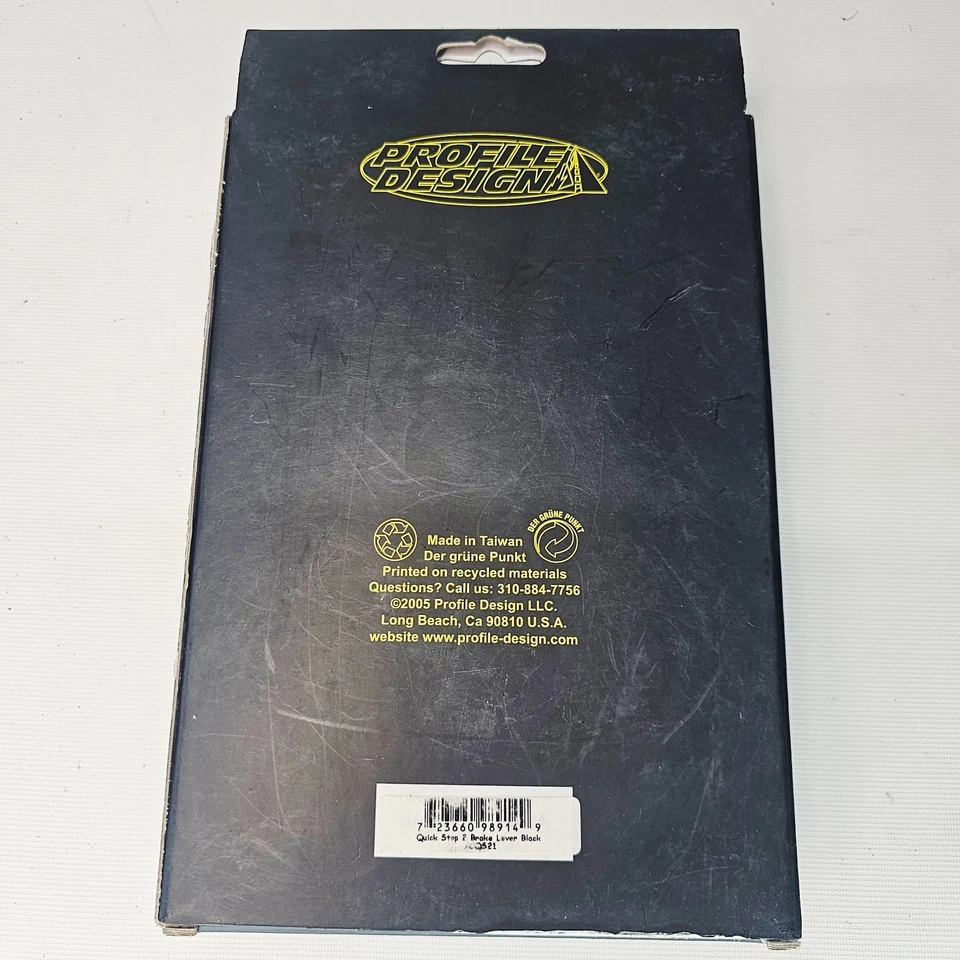 PROFILE
DESIGN
DER GRÜNE PUNKT
Made in Taiwan
Der grüne Punkt
Printed on recycled materials
Questions? Call us: 310-884-7756
©2005 Profile Design LLC.
Long Beach, Ca 90810 U.S.A.
website www.profile-design.com
7 23660 98914 9
Quick Stop 2 Brake Lever Black